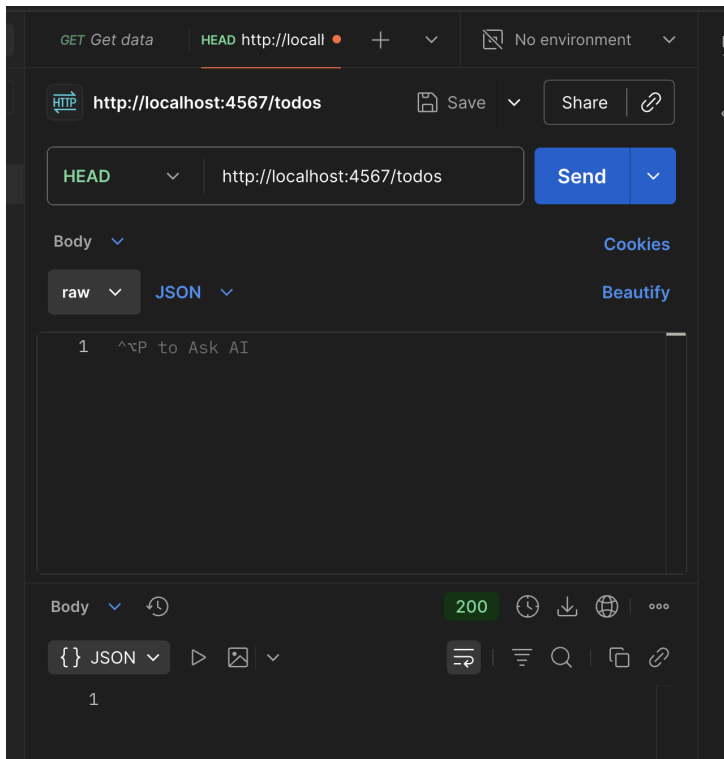 GET Get data HEAD http://localh No environment
HTTP http://localhost:4567/todos Save Share
HEAD http://localhost:4567/todos Send
Body Cookies
raw JSON Beautify
1 ^⌥P to Ask AI
Body 200
{} JSON
1